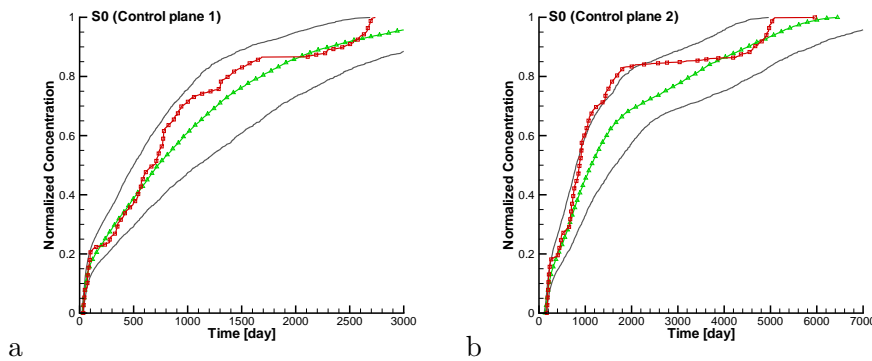 S0 (Control plane 1)
Normalized Concentration
1
0.8
0.6
0.4
0.2
0
0 500 1000 1500 2000 2500 3000
Time [day]
a
S0 (Control plane 2)
Normalized Concentration
1
0.8
0.6
0.4
0.2
0
0 1000 2000 3000 4000 5000 6000 7000
Time [day]
b